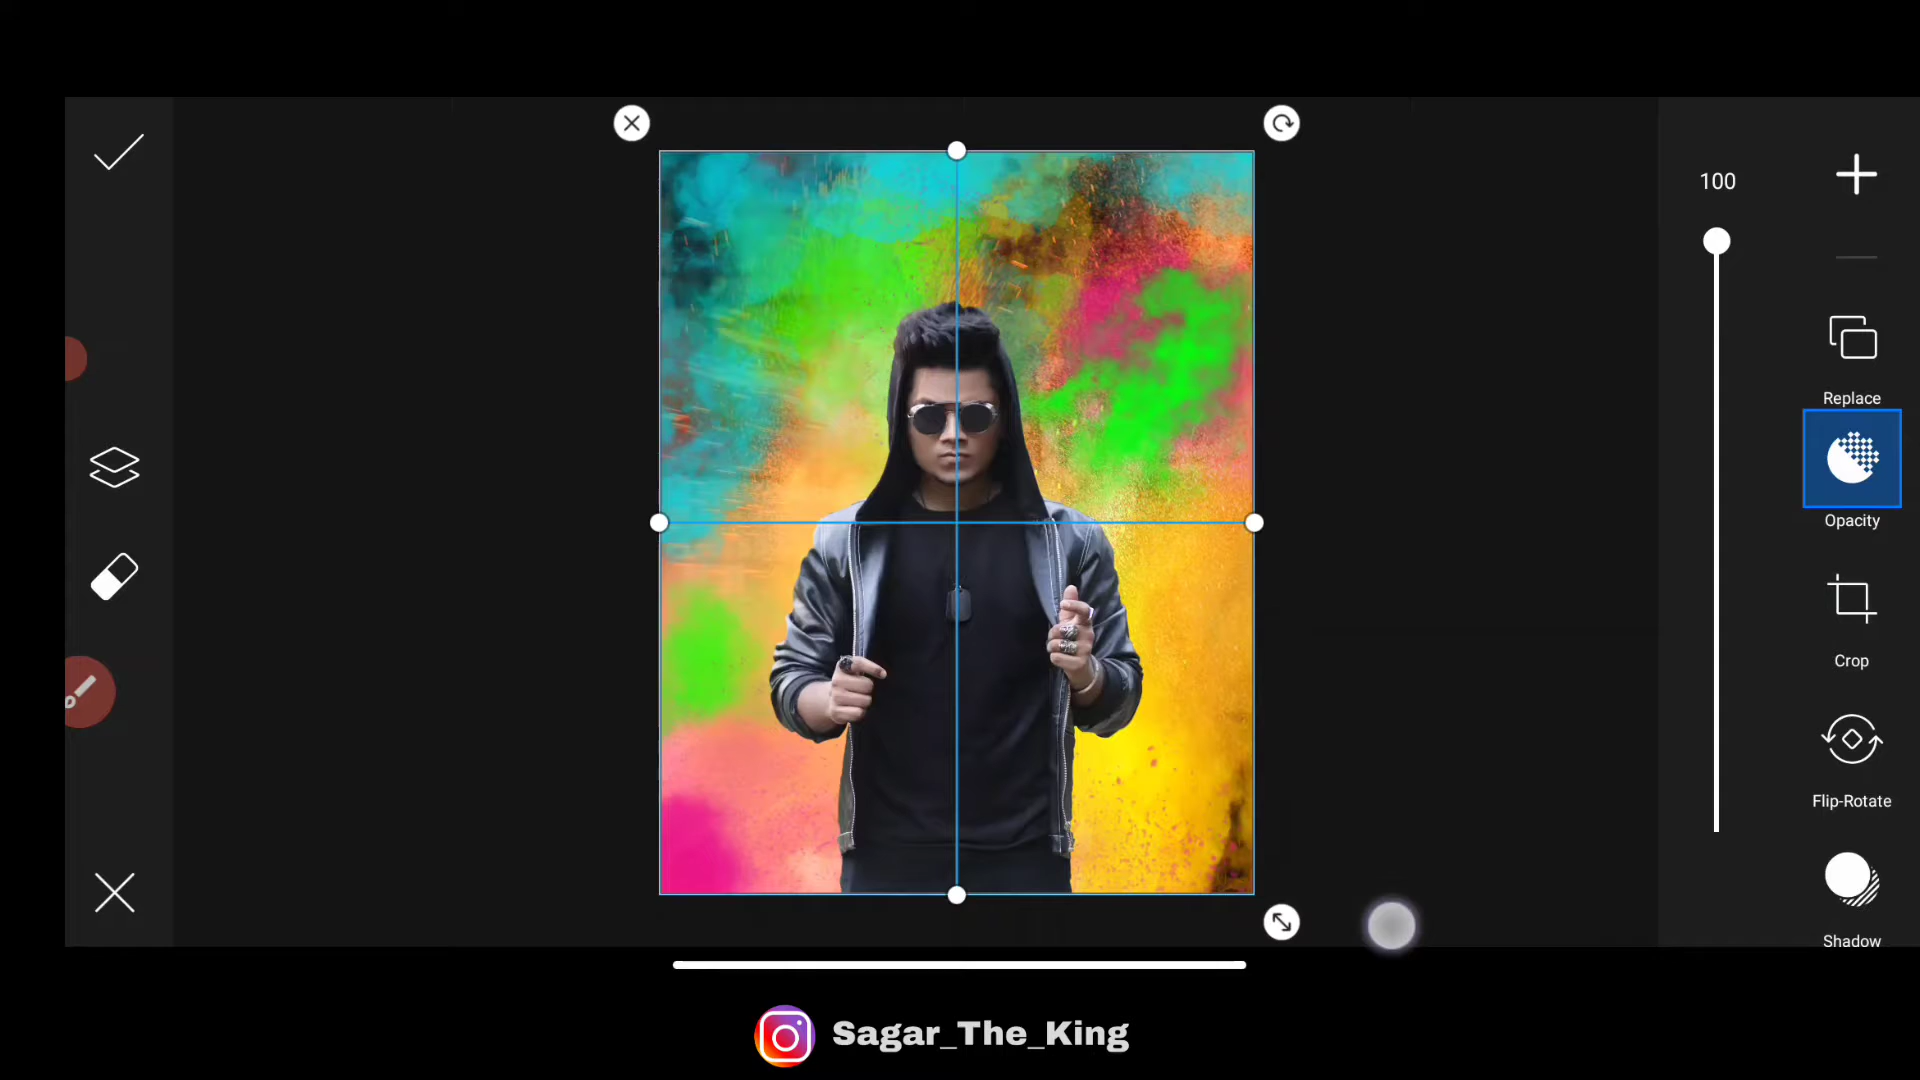 100
Replace
Opacity
Crop
Flip-Rotate
Shadow
Sagar_The_King